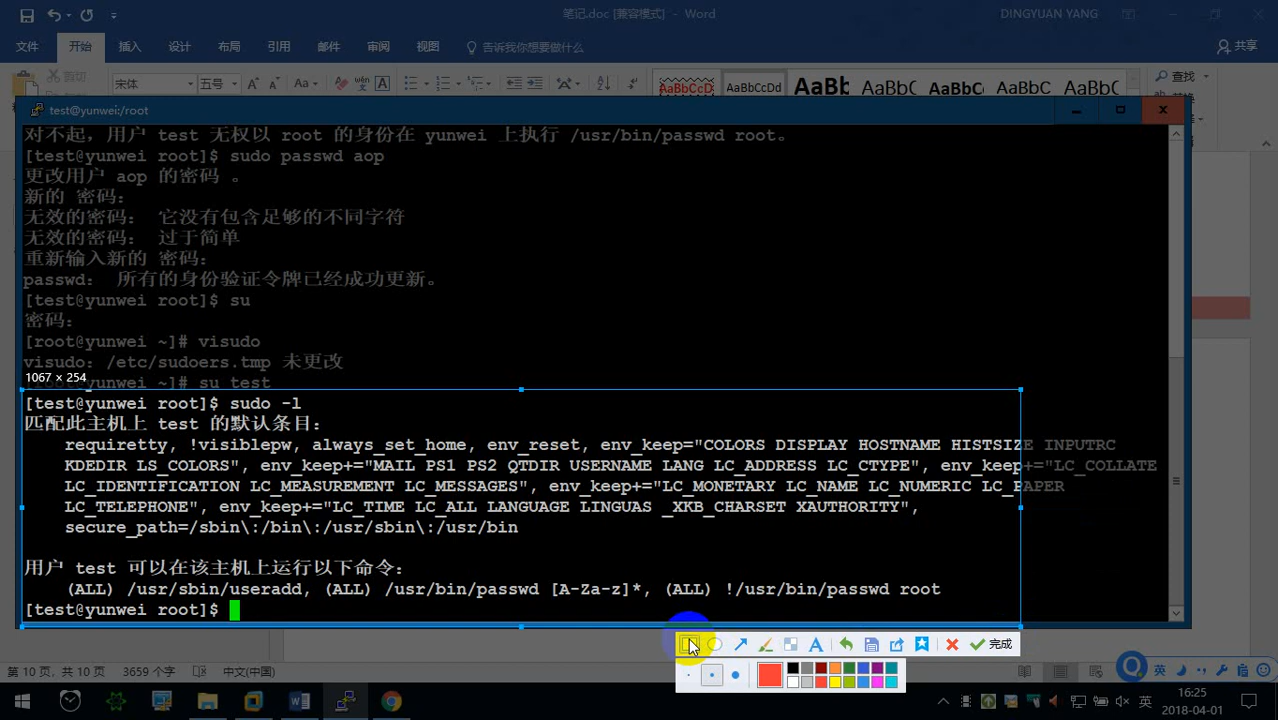 笔记.doc [兼容模式] - Word
DINGYUAN YANG
文件 开始 插入 设计 布局 引用 邮件 审阅 视图 告诉我你想要做什么... 共享
剪切 宋体 五号 Aa 查找
AaBbCcD AaBbCcDd AaBb AaBbC AaBbCc AaBbC AaBbC
test@yunwei:/root
对不起，用户 test 无权以 root 的身份在 yunwei 上执行 /usr/bin/passwd root。
[test@yunwei root]$ sudo passwd aop
更改用户 aop 的密码 。
新的 密码：
无效的密码： 它没有包含足够的不同字符
无效的密码： 过于简单
重新输入新的 密码：
passwd： 所有的身份验证令牌已经成功更新。
[test@yunwei root]$ su
密码：
[root@yunwei ~]# visudo
visudo：/etc/sudoers.tmp 未更改
[root@yunwei ~]# su test
1067 × 254
[test@yunwei root]$ sudo -l
匹配此主机上 test 的默认条目：
requiretty, !visiblepw, always_set_home, env_reset, env_keep="COLORS DISPLAY HOSTNAME HISTSIZE INPUTRC
KDEDIR LS_COLORS", env_keep+="MAIL PS1 PS2 QTDIR USERNAME LANG LC_ADDRESS LC_CTYPE", env_keep+="LC_COLLATE
LC_IDENTIFICATION LC_MEASUREMENT LC_MESSAGES", env_keep+="LC_MONETARY LC_NAME LC_NUMERIC LC_PAPER
LC_TELEPHONE", env_keep+="LC_TIME LC_ALL LANGUAGE LINGUAS _XKB_CHARSET XAUTHORITY",
secure_path=/sbin\:/bin\:/usr/sbin\:/usr/bin
用户 test 可以在该主机上运行以下命令：
(ALL) /usr/sbin/useradd, (ALL) /usr/bin/passwd [A-Za-z]*, (ALL) !/usr/bin/passwd root
[test@yunwei root]$
A 完成
第 10 页，共 10 页 3659 个字 中文(中国)
英
英 16:25
2018-04-01